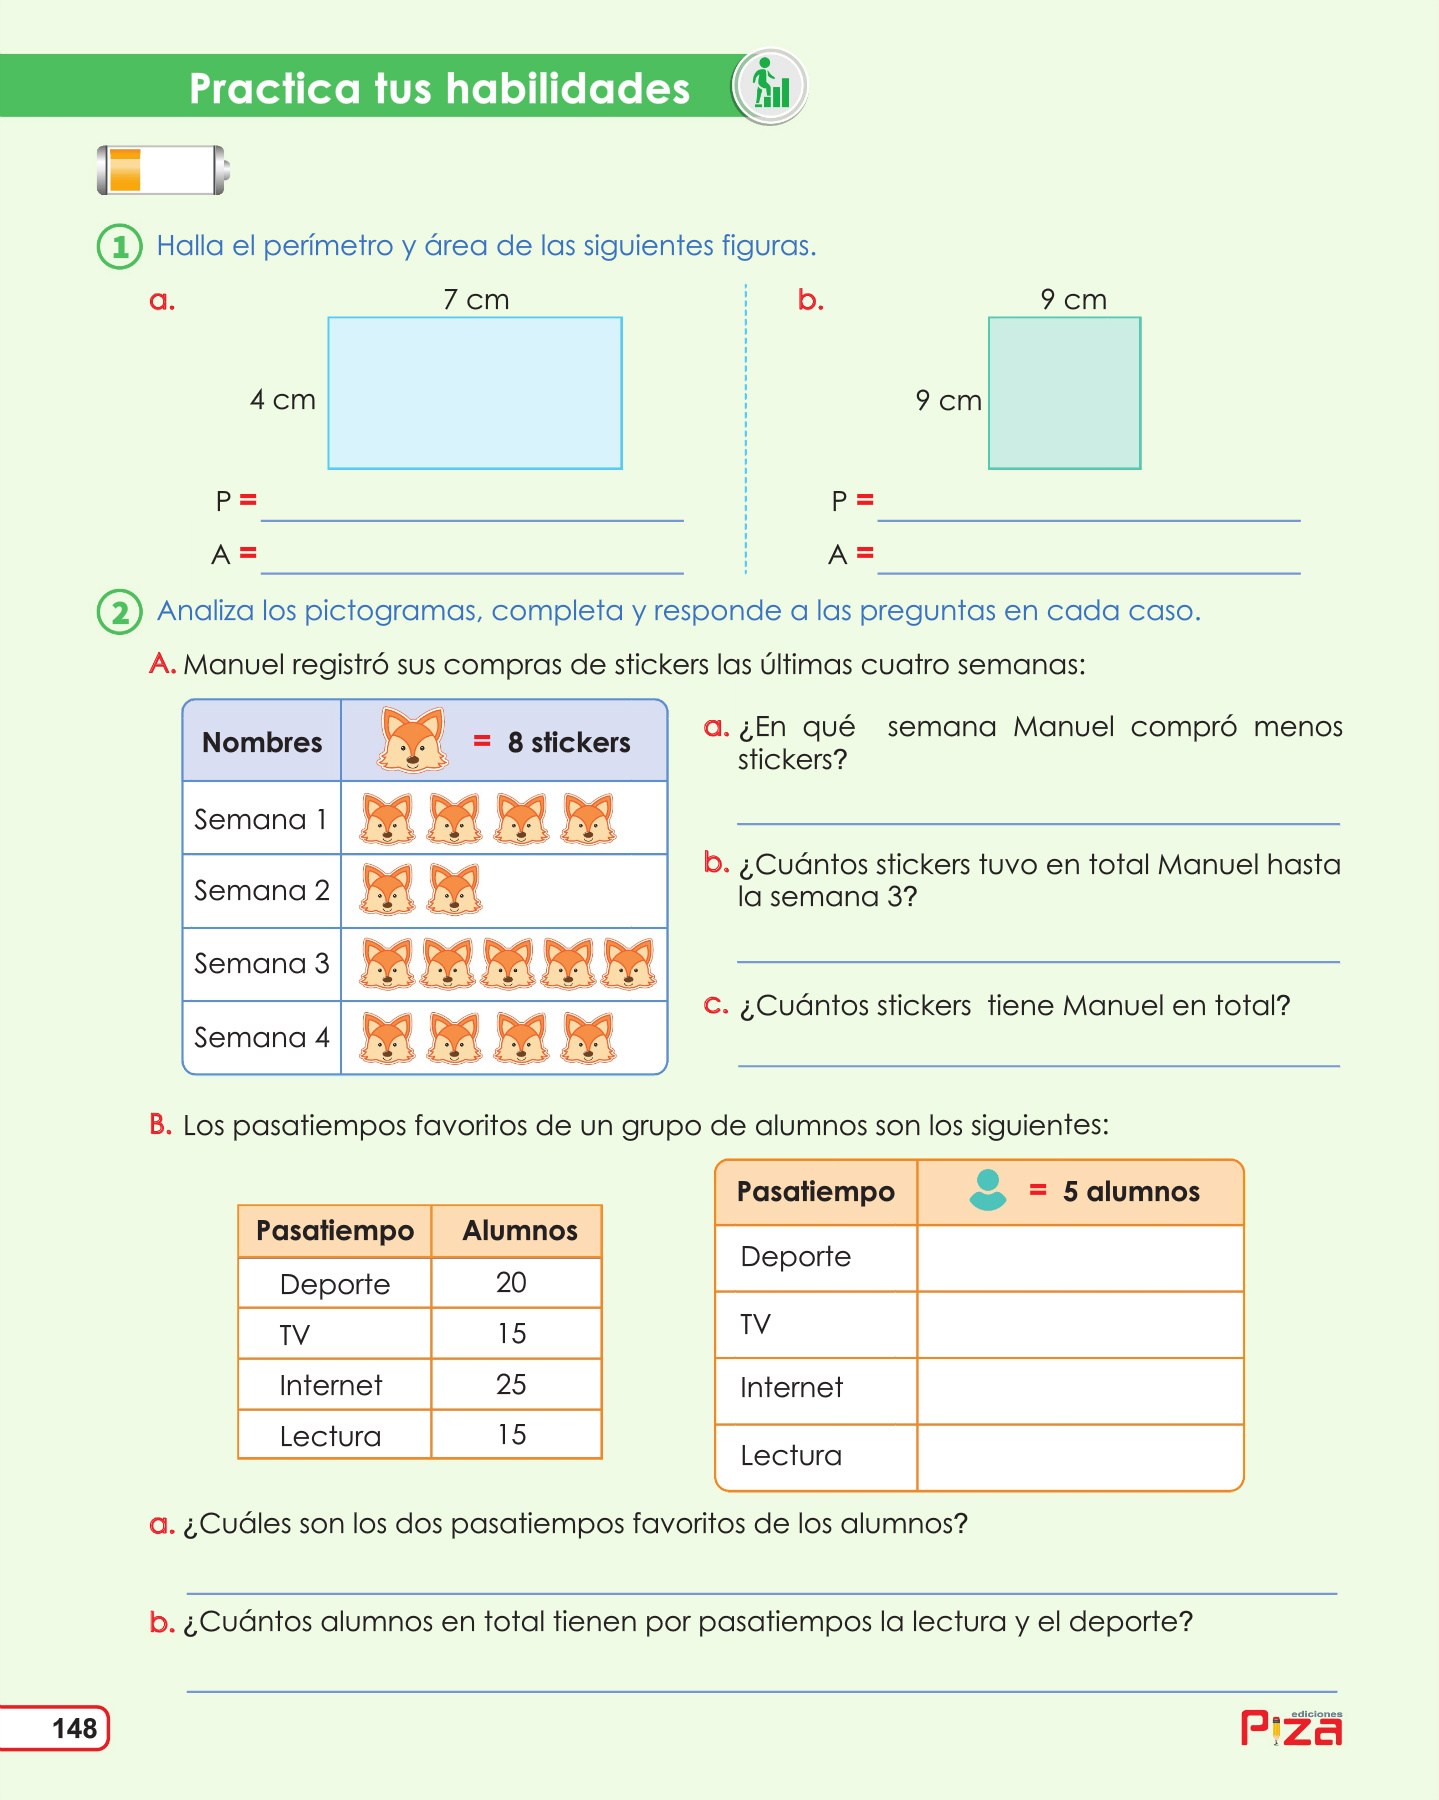 Practica tus habilidades
1 Halla el perímetro y área de las siguientes figuras.
a.
7 cm
4 cm
P =
A =
b.
9 cm
9 cm
P =
A =
2 Analiza los pictogramas, completa y responde a las preguntas en cada caso.
A. Manuel registró sus compras de stickers las últimas cuatro semanas:
Nombres = 8 stickers
Semana 1
Semana 2
Semana 3
Semana 4
a. ¿En qué semana Manuel compró menos
stickers?
b. ¿Cuántos stickers tuvo en total Manuel hasta
la semana 3?
c. ¿Cuántos stickers tiene Manuel en total?
B. Los pasatiempos favoritos de un grupo de alumnos son los siguientes:
Pasatiempo Alumnos
Deporte 20
TV 15
Internet 25
Lectura 15
Pasatiempo = 5 alumnos
Deporte
TV
Internet
Lectura
a. ¿Cuáles son los dos pasatiempos favoritos de los alumnos?
b. ¿Cuántos alumnos en total tienen por pasatiempos la lectura y el deporte?
148
ediciones
Piza